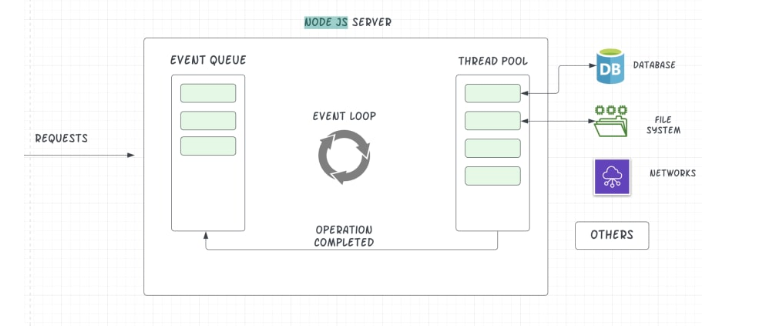 NODE JS SERVER
EVENT QUEUE
THREAD POOL
DB
DATABASE
EVENT LOOP
FILE
SYSTEM
REQUESTS
NETWORKS
OPERATION
COMPLETED
OTHERS